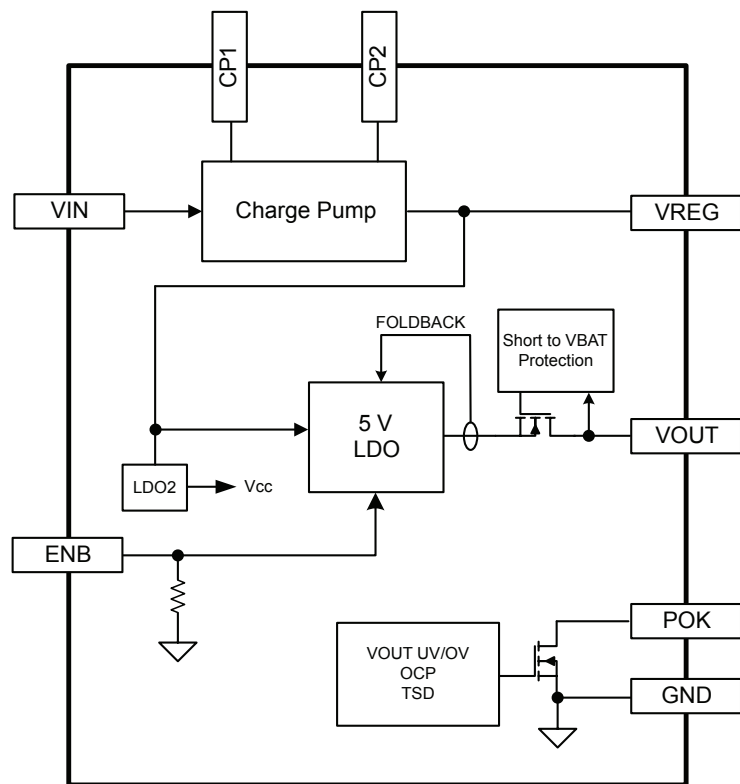 CP1
CP2
VIN
Charge Pump
VREG
FOLDBACK
Short to VBAT
Protection
5 V
LDO
VOUT
LDO2
Vcc
ENB
POK
VOUT UV/OV
OCP
TSD
GND